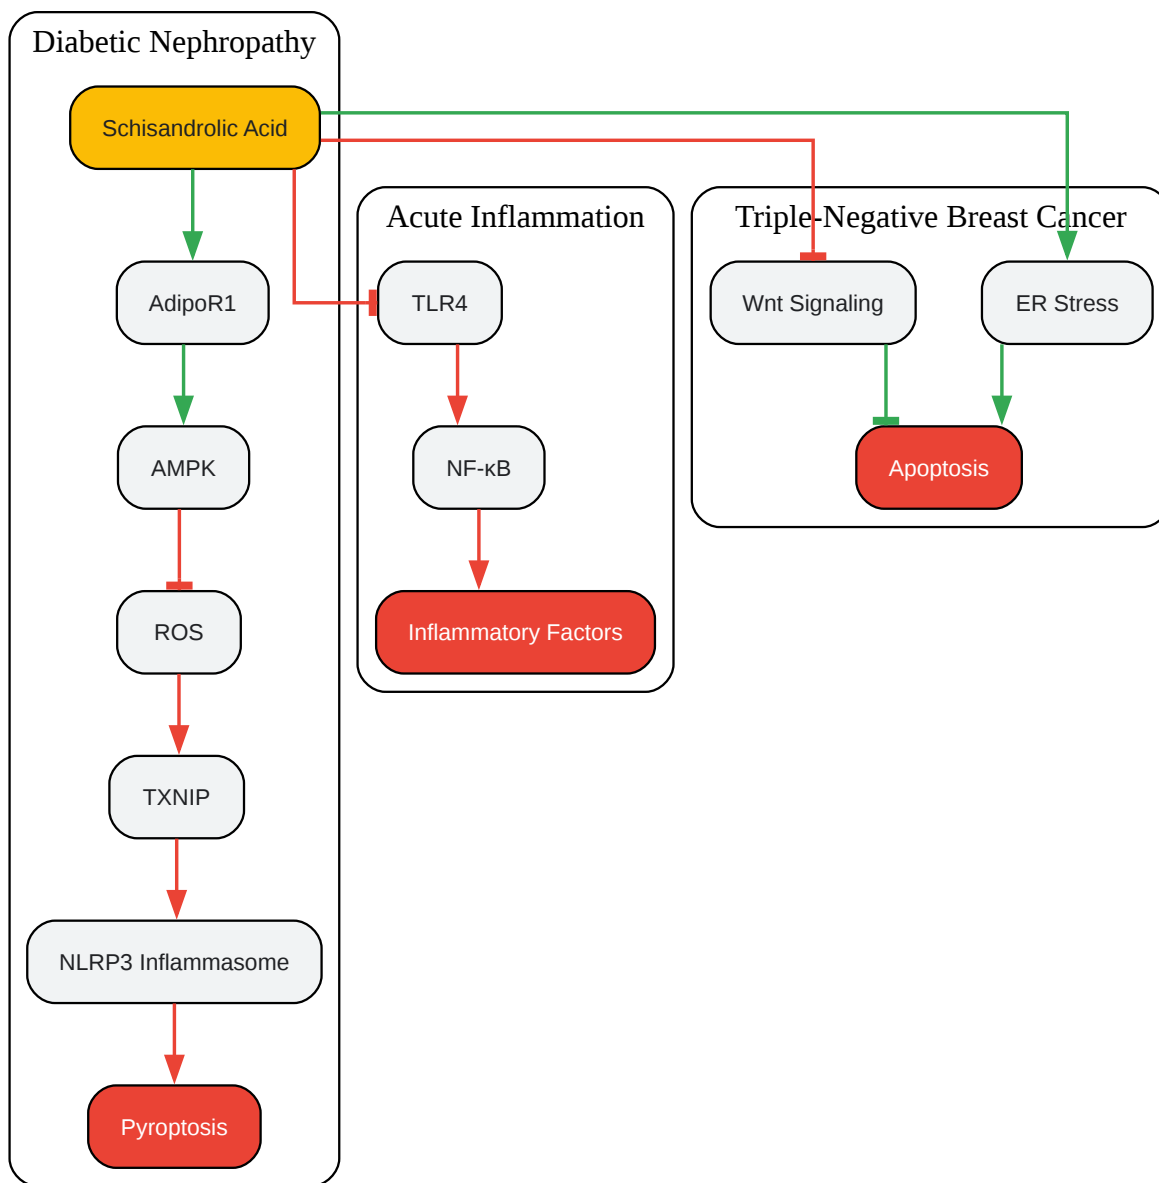 Diabetic Nephropathy
Schisandrolic Acid
AdipoR1
AMPK
ROS
TXNIP
NLRP3 Inflammasome
Pyroptosis
Acute Inflammation
TLR4
NF-κB
Inflammatory Factors
Triple-Negative Breast Cancer
Wnt Signaling
ER Stress
Apoptosis